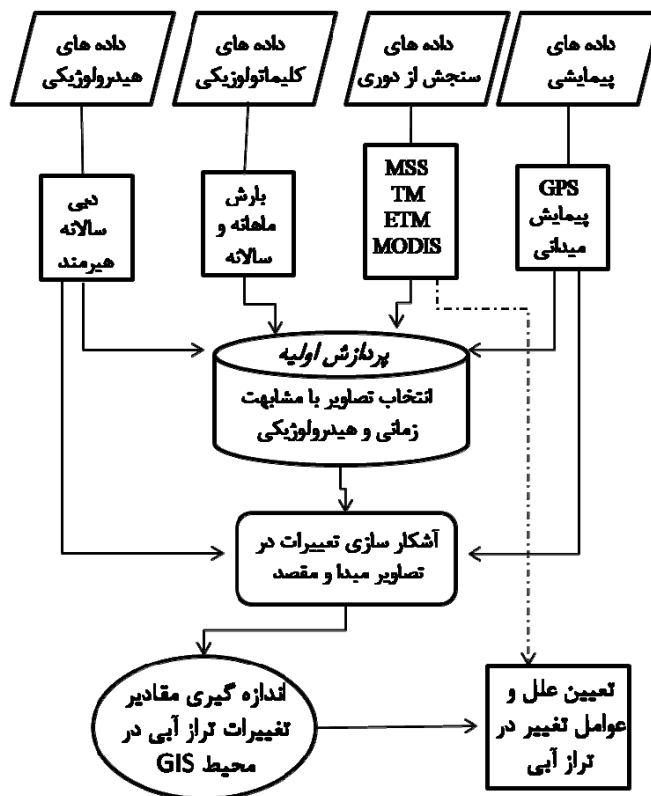 داده های
هیدرولوژیکی
داده های
کلیماتولوزیکی
داده های
سنجش از دوری
داده های
پیمایشی
دبی
سالانه
هیرمند
بارش
ماهانه و
سالانه
MSS
TM
ETM
MODIS
GPS
پیمایش
میدانی
پردازش اولیه
انتخاب تصاویر با مشابهت
زمانی و هیدرولوژیکی
آشکار سازی تعییرات در
تصاویر مبدا و مقصد
اندازه گیری مقادیر
تغییرات تراز آبی در
محیط GIS
تعیین علل و
عوامل تغییر در
تراز آبی